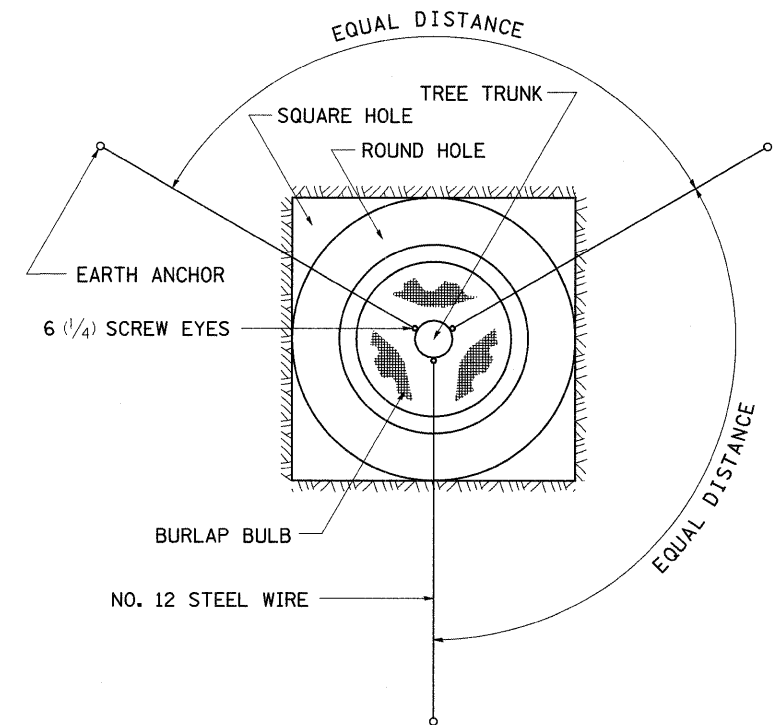 EQUAL DISTANCE
TREE TRUNK
SQUARE HOLE
ROUND HOLE
EARTH ANCHOR
6 (1/4) SCREW EYES
EQUAL DISTANCE
BURLAP BULB
NO. 12 STEEL WIRE